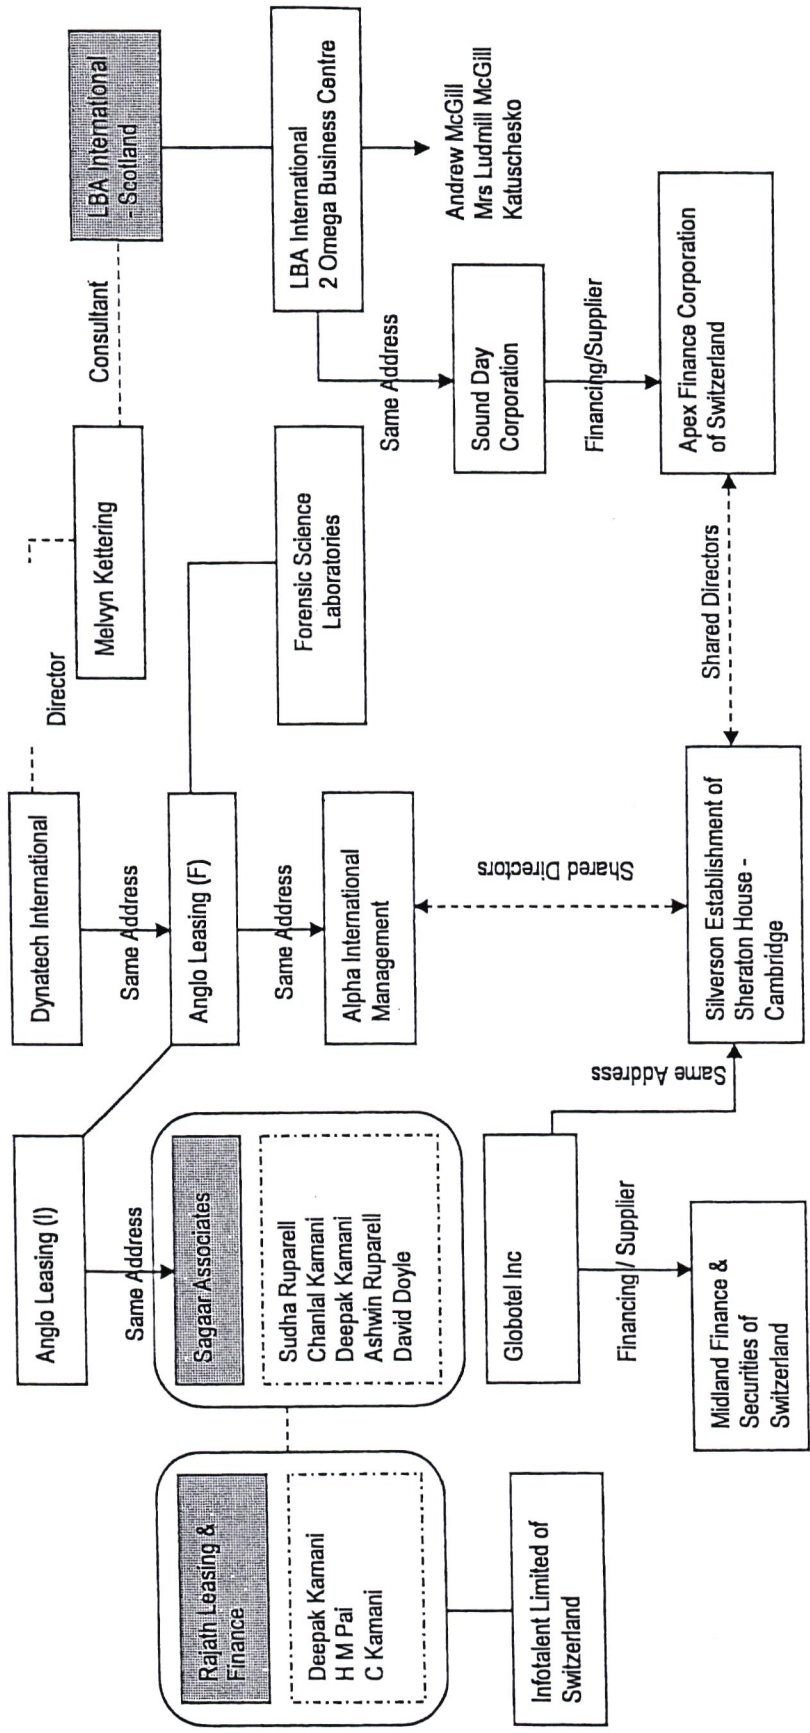 Dynatech International
Director
Melvyn Kettering
Consultant
LBA International
- Scotland
Anglo Leasing (I)
Same Address
Same Address
Anglo Leasing (F)
Same Address
Forensic Science
Laboratories
LBA International
2 Omega Business Centre
Andrew McGill
Mrs Ludmill McGill
Katuschesko
Rajath Leasing &
Finance
Deepak Kamani
H M Pai
C Kamani
Sagaar Associates
Sudha Ruparell
Chanlal Kamani
Deepak Kamani
Ashwin Ruparell
David Doyle
Alpha International
Management
Same Address
Sound Day
Corporation
Infotalent Limited of
Switzerland
Globotel Inc
Same Address
Shared Directors
Financing/Supplier
Financing / Supplier
Midland Finance &
Securities of
Switzerland
Silverson Establishment of
Sheraton House -
Cambridge
Shared Directors
Apex Finance Corporation
of Switzerland